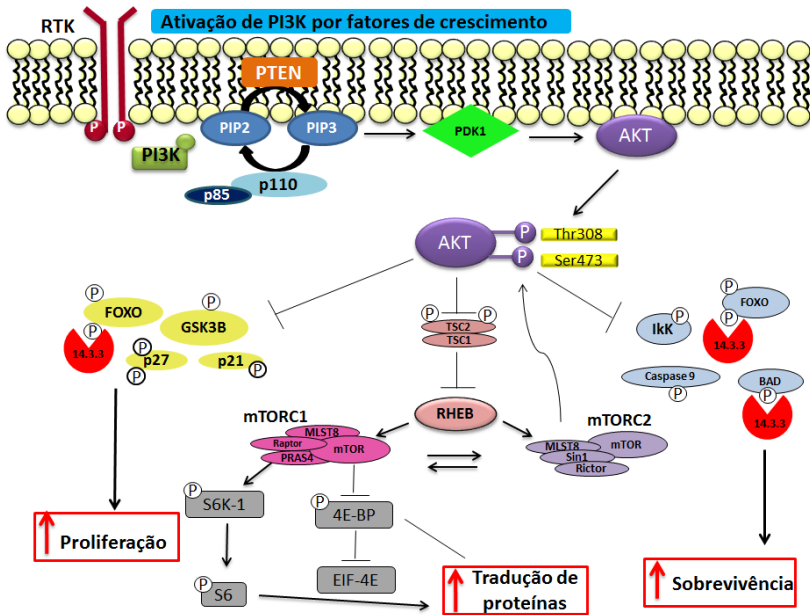 Ativação de PI3K por fatores de crescimento
RTK
PTEN
P
P
PI3K
PIP2
PIP3
PDK1
AKT
p85
p110
AKT
P
Thr308
P
Ser473
P
FOXO
P
14.3.3
P
GSK3B
P
p27
p21
P
P
P
TSC2
TSC1
RHEB
P
IkK
P
FOXO
P
14.3.3
Caspase 9
P
BAD
P
14.3.3
mTORC1
MLST8
Raptor
mTOR
PRAS4
mTORC2
MLST8
mTOR
Sin1
Rictor
P
S6K-1
P
4E-BP
EIF-4E
P
S6
Proliferação
Tradução de
proteínas
Sobrevivência